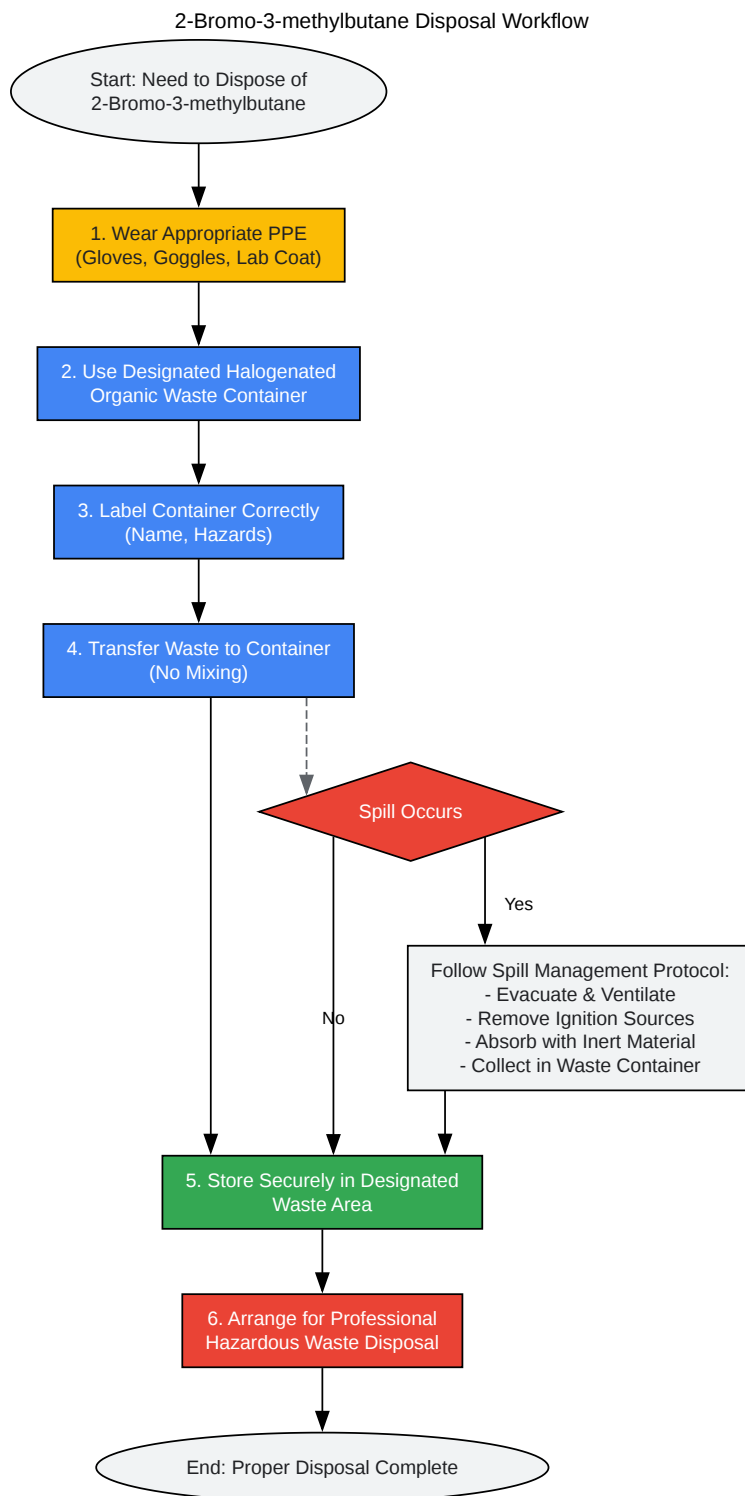 2-Bromo-3-methylbutane Disposal Workflow
Start: Need to Dispose of
2-Bromo-3-methylbutane
1. Wear Appropriate PPE
(Gloves, Goggles, Lab Coat)
2. Use Designated Halogenated
Organic Waste Container
3. Label Container Correctly
(Name, Hazards)
4. Transfer Waste to Container
(No Mixing)
Spill Occurs
Yes
Follow Spill Management Protocol:
- Evacuate & Ventilate
- Remove Ignition Sources
- Absorb with Inert Material
- Collect in Waste Container
No
5. Store Securely in Designated
Waste Area
6. Arrange for Professional
Hazardous Waste Disposal
End: Proper Disposal Complete